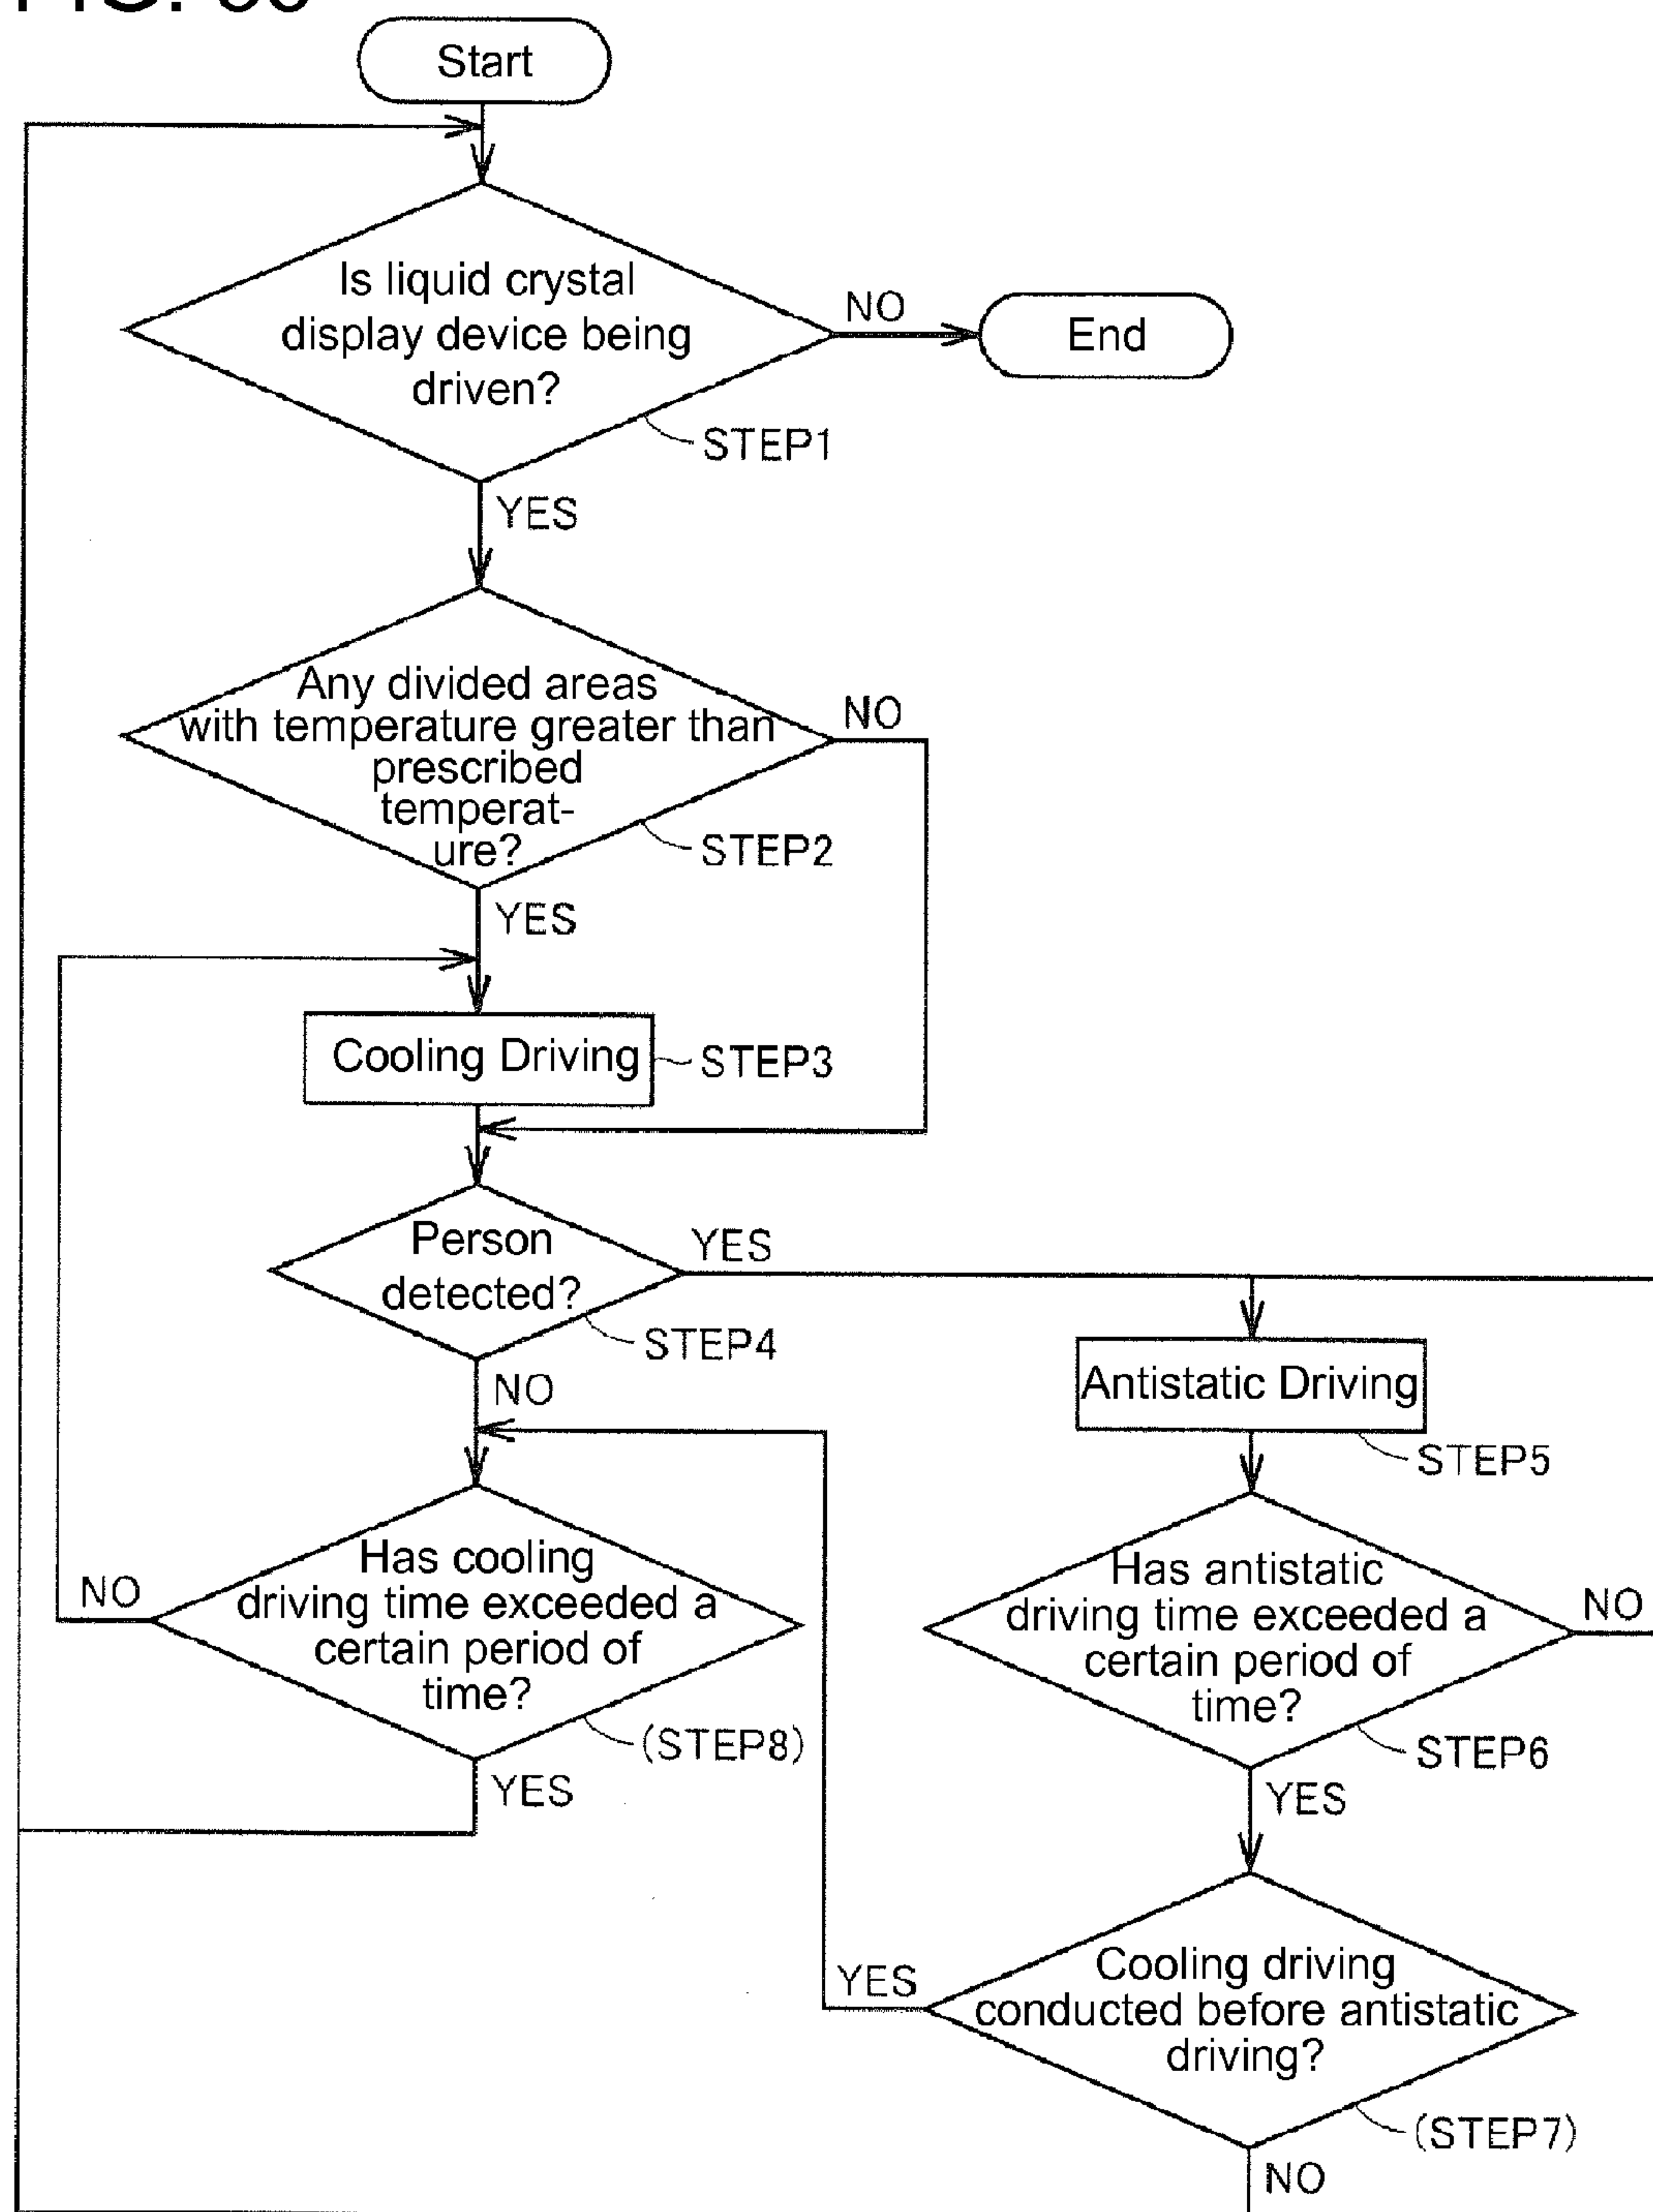 Start
Is liquid crystal
display device being
driven?
NO
End
STEP1
YES
Any divided areas
with temperature greater than
prescribed
temperat-
ure?
NO
STEP2
YES
Cooling Driving
STEP3
Person
detected?
YES
STEP4
NO
Antistatic Driving
STEP5
Has cooling
driving time exceeded a
certain period of
time?
NO
(STEP8)
YES
Has antistatic
driving time exceeded a
certain period of
time?
NO
STEP6
YES
Cooling driving
conducted before antistatic
driving?
YES
(STEP7)
NO